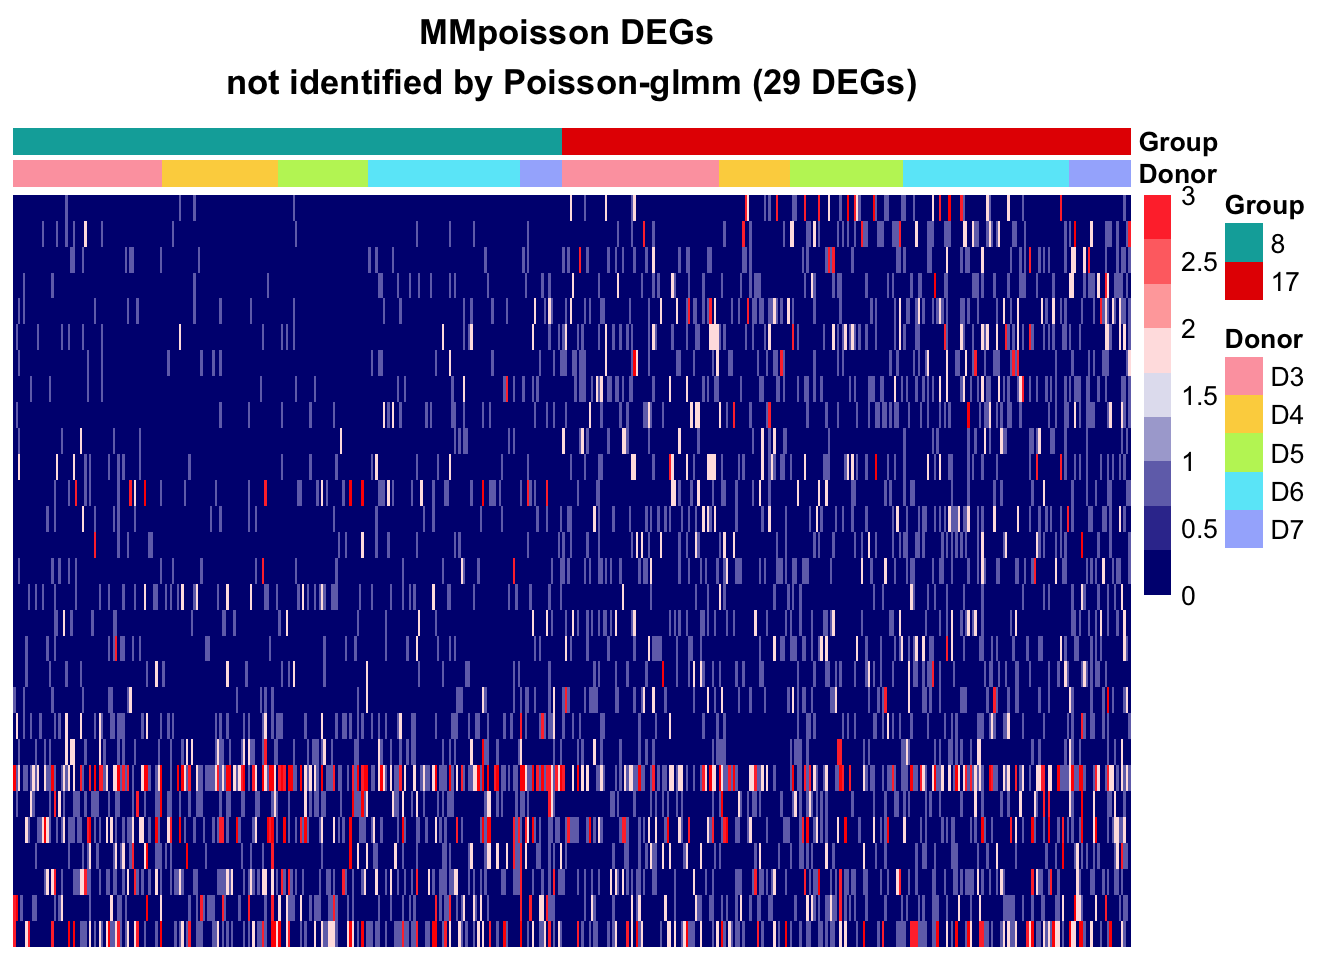 MMpoisson DEGs
not identified by Poisson-glmm (29 DEGs)
Group
Donor
3
2.5
2
1.5
1
0.5
0
Group
8
17
Donor
D3
D4
D5
D6
D7